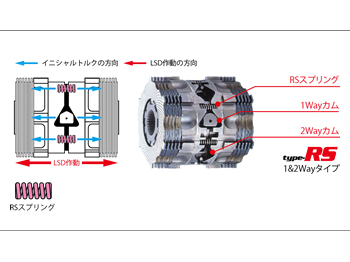 イニシャルトルクの方向
LSD作動の方向
RSスプリング
1Wayカム
2Wayカム
LSD作動
type-RS
1&2Wayタイプ
RSスプリング